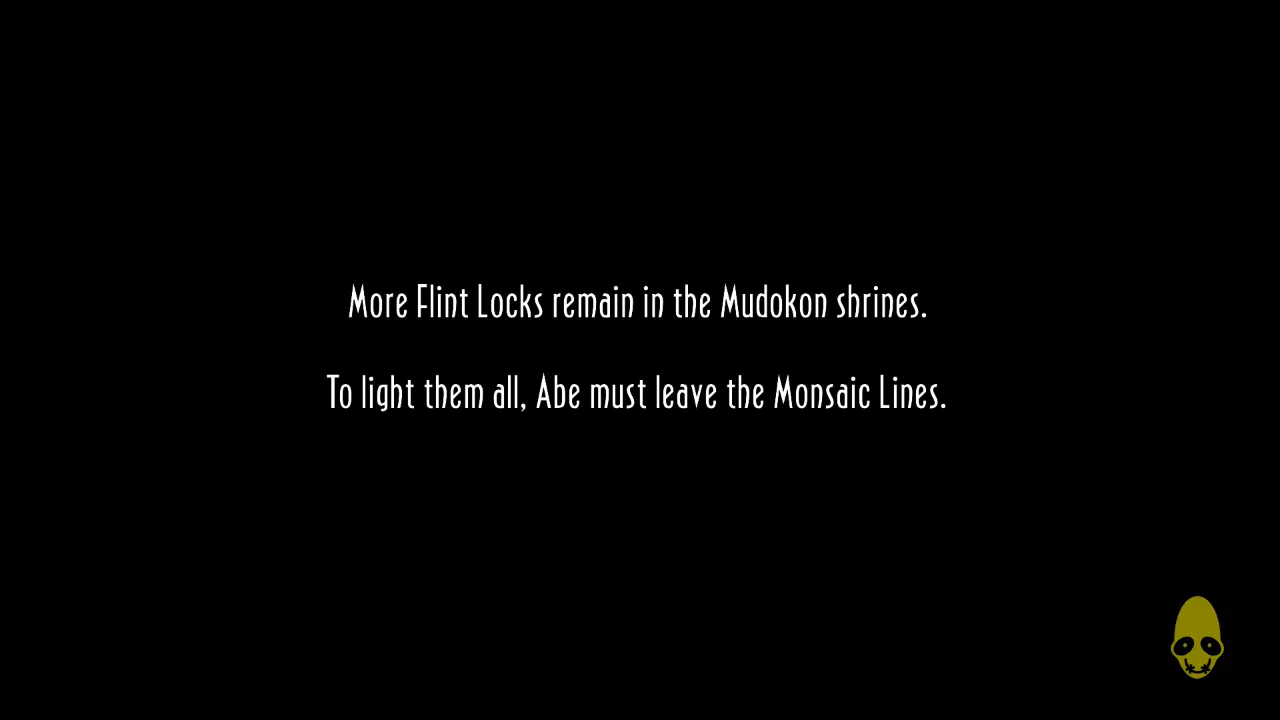 More Flint Locks remain in the Mudokon shrines.
To light them all, Abe must leave the Monsaic Lines.